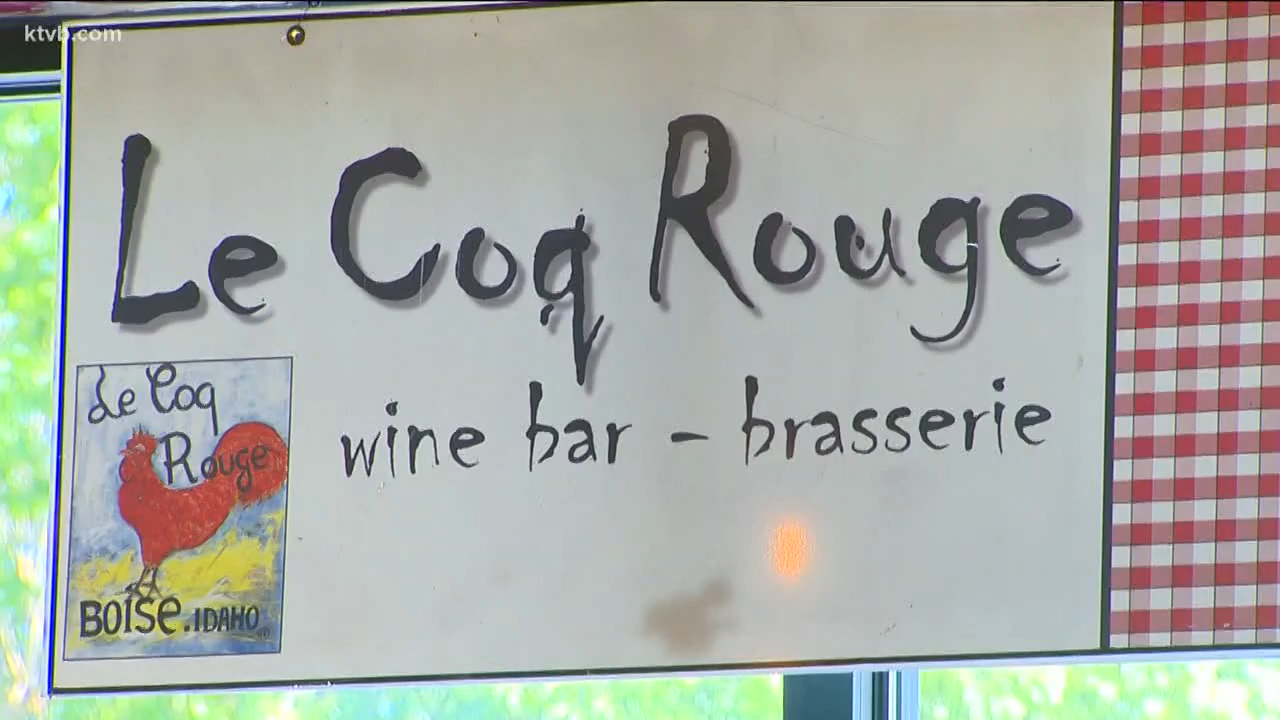 ktvb.com
Le Coq Rouge
wine bar - brasserie
Le Coq
Rouge
BOISE.IDAHO